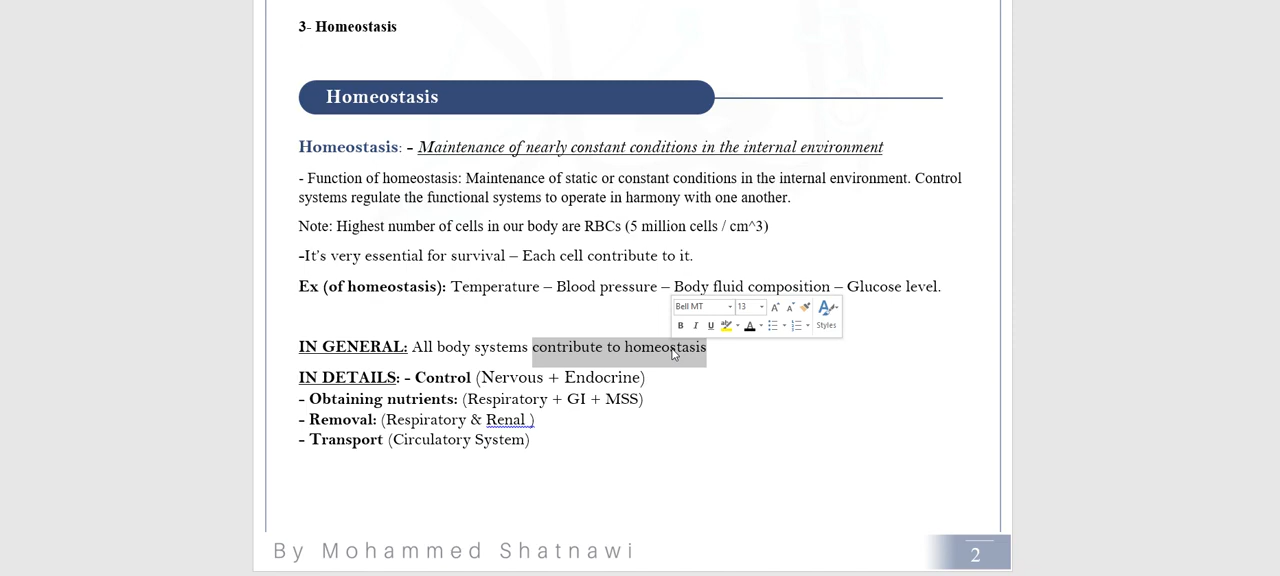 3- Homeostasis
Homeostasis
Homeostasis: - Maintenance of nearly constant conditions in the internal environment
- Function of homeostasis: Maintenance of static or constant conditions in the internal environment. Control
systems regulate the functional systems to operate in harmony with one another.
Note: Highest number of cells in our body are RBCs (5 million cells / cm^3)
-It's very essential for survival – Each cell contribute to it.
Ex (of homeostasis): Temperature – Blood pressure – Body fluid composition – Glucose level.
Bell MT 13
B I U Styles
IN GENERAL: All body systems contribute to homeostasis
IN DETAILS: - Control (Nervous + Endocrine)
- Obtaining nutrients: (Respiratory + GI + MSS)
- Removal: (Respiratory & Renal )
- Transport (Circulatory System)
By Mohammed Shatnawi
2